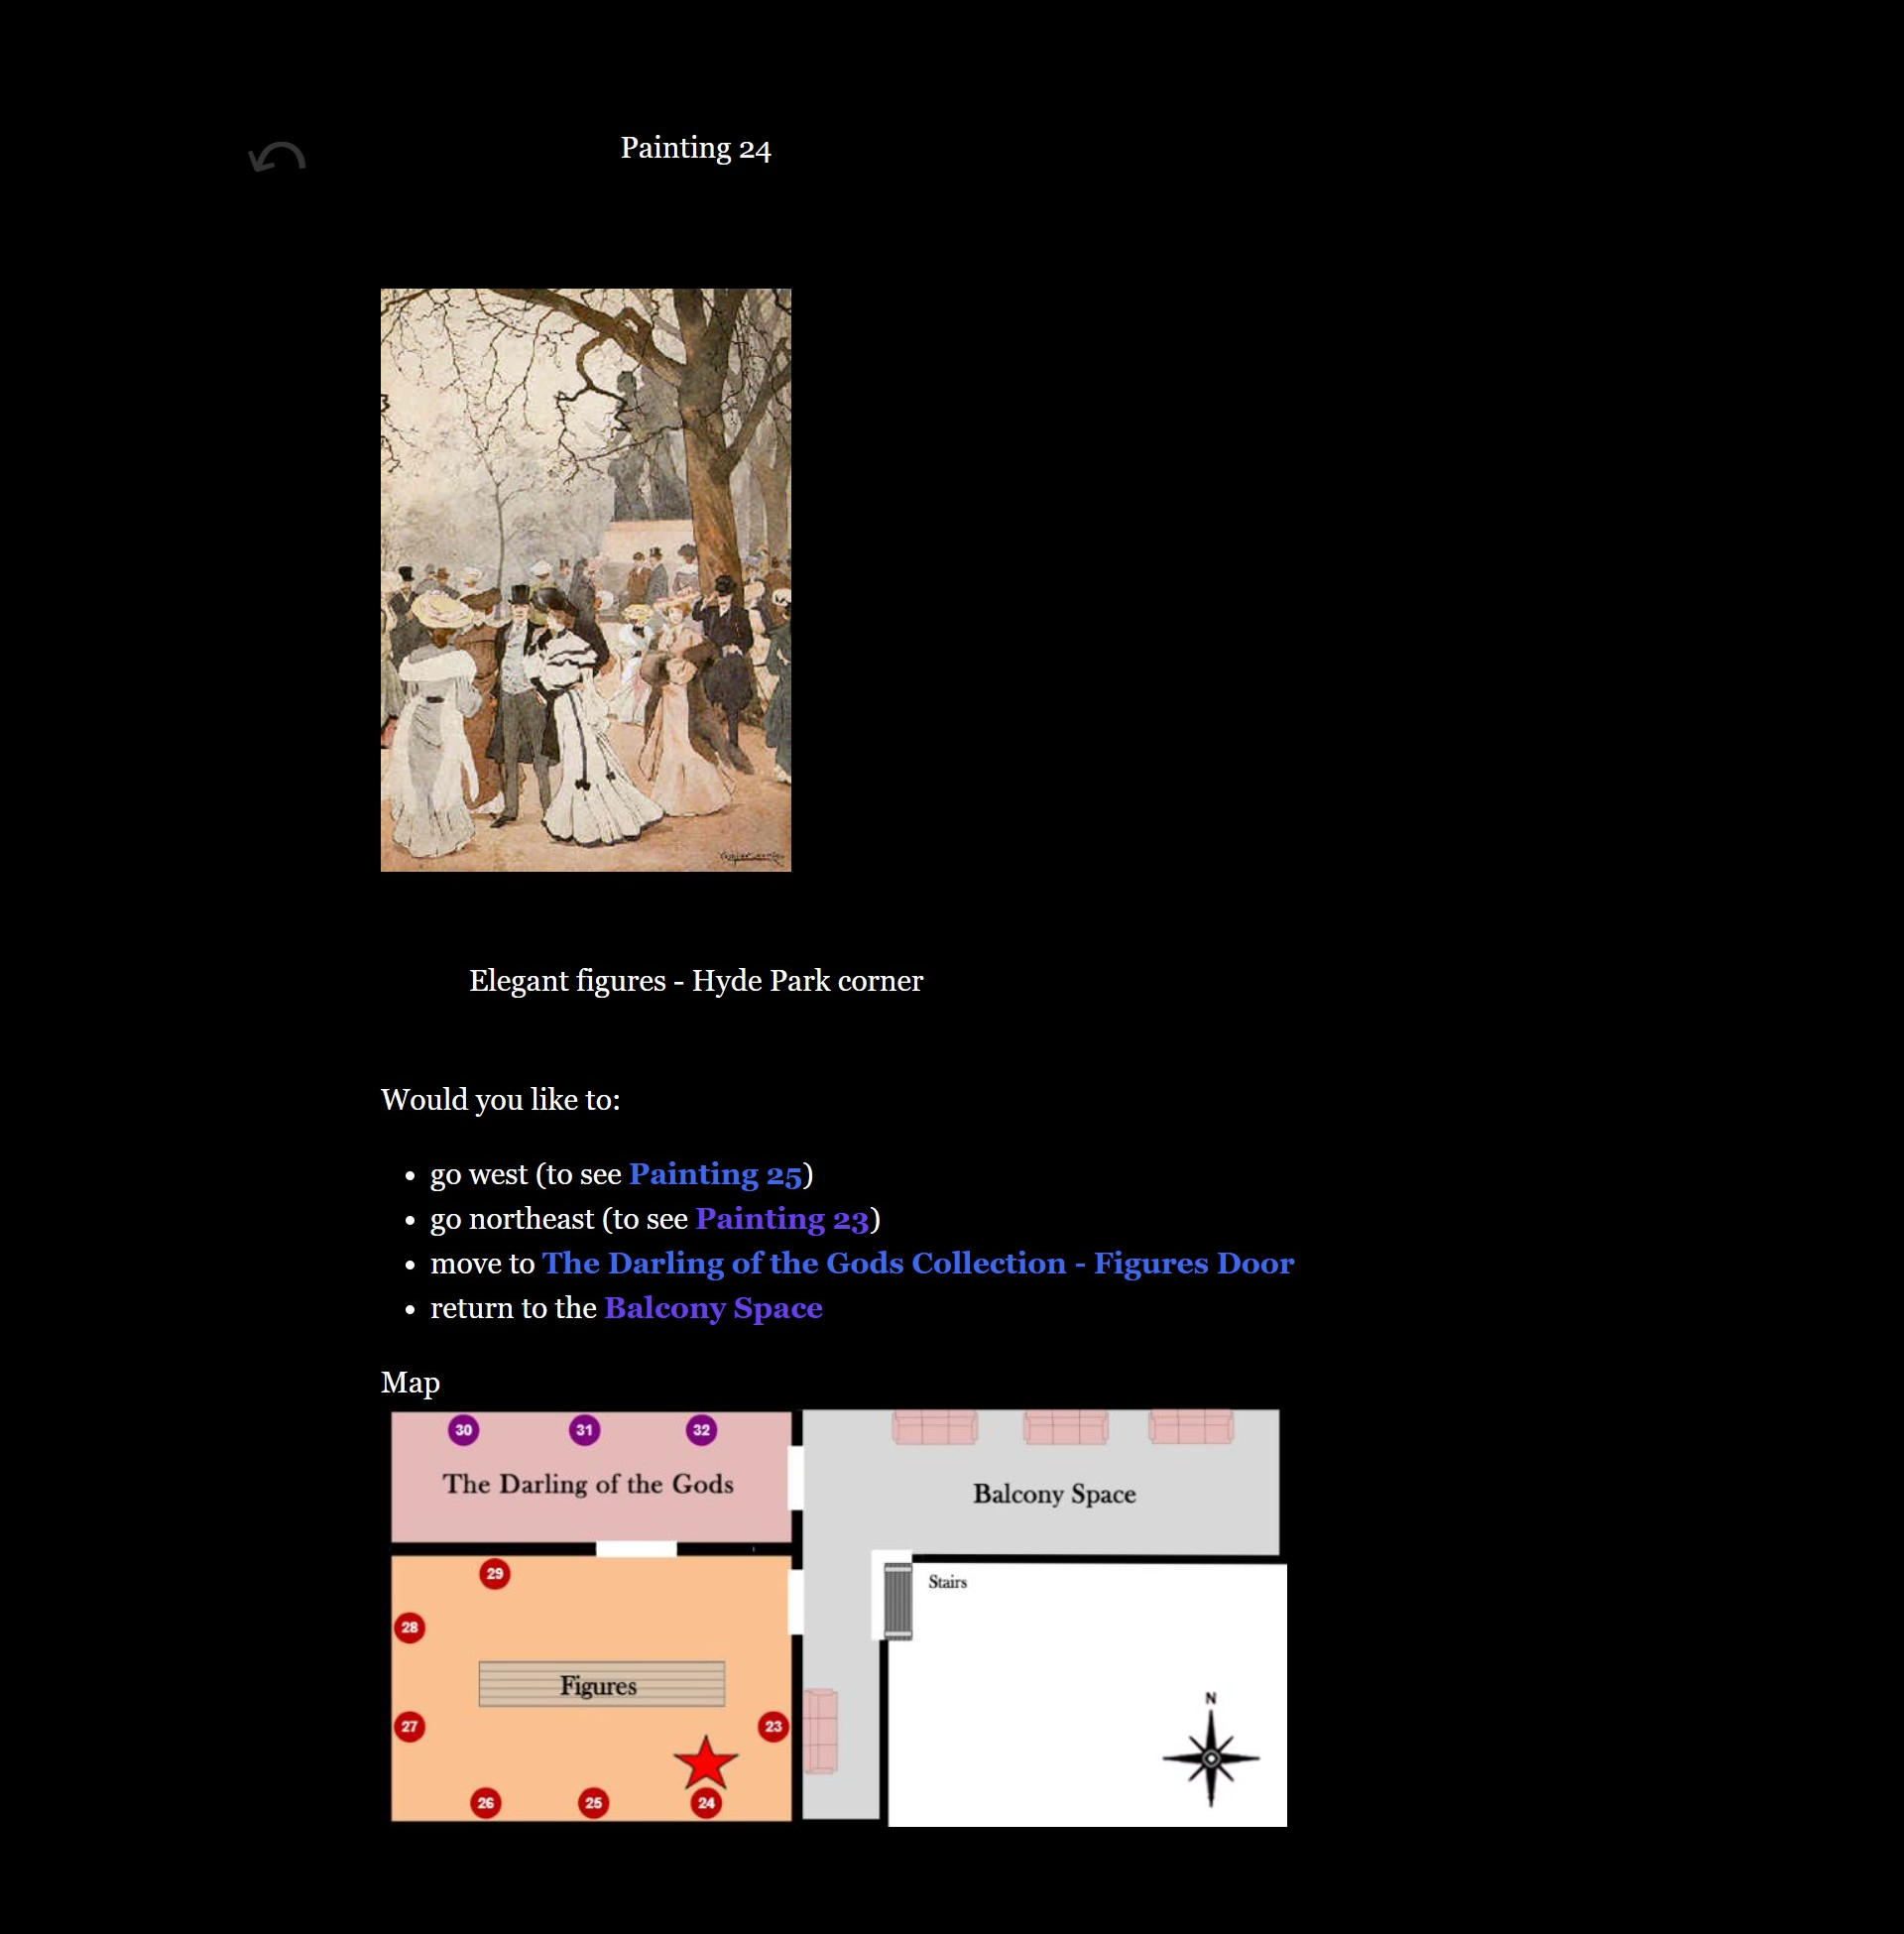 Painting 24
Elegant figures - Hyde Park corner
Would you like to:
go west (to see Painting 25)
go northeast (to see Painting 23)
move to The Darling of the Gods Collection - Figures Door
return to the Balcony Space
Map
30 31 32
The Darling of the Gods
Balcony Space
29
Stairs
28
Figures
N
27 23
26 25 24